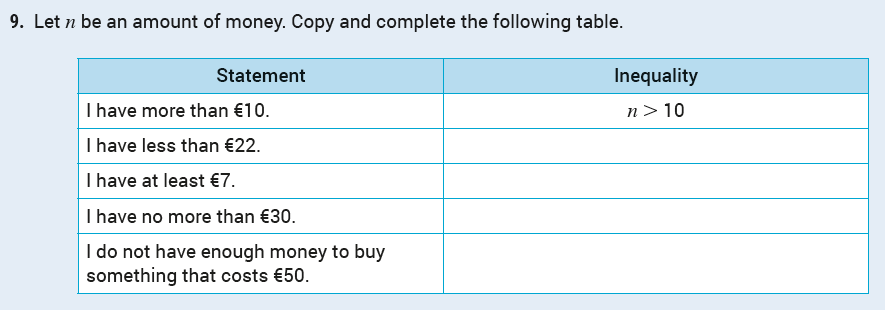 9. Let n be an amount of money. Copy and complete the following table.
Statement Inequality
I have more than €10. n > 10
I have less than €22.
I have at least €7.
I have no more than €30.
I do not have enough money to buy
something that costs €50.